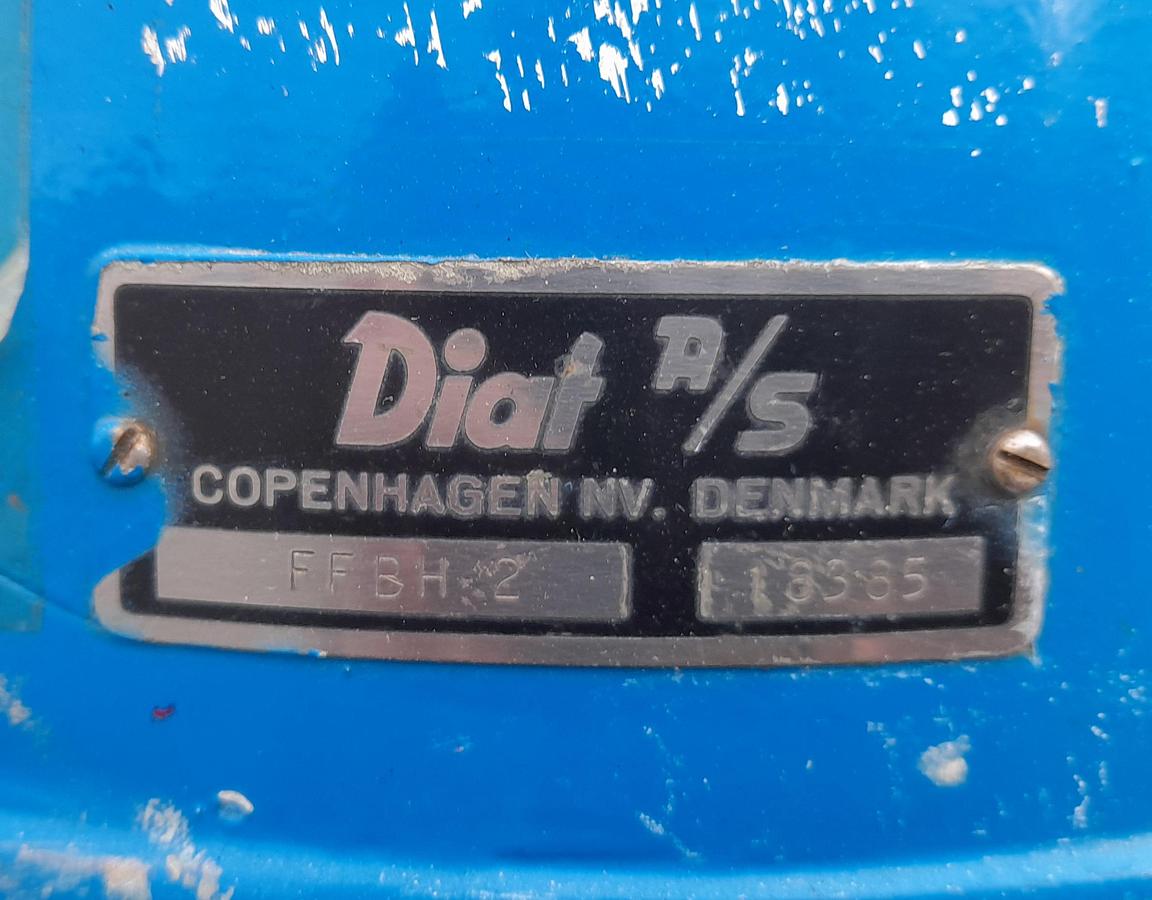 Diat A/S
COPENHAGEN NV. DENMARK
FFBH 2 18385